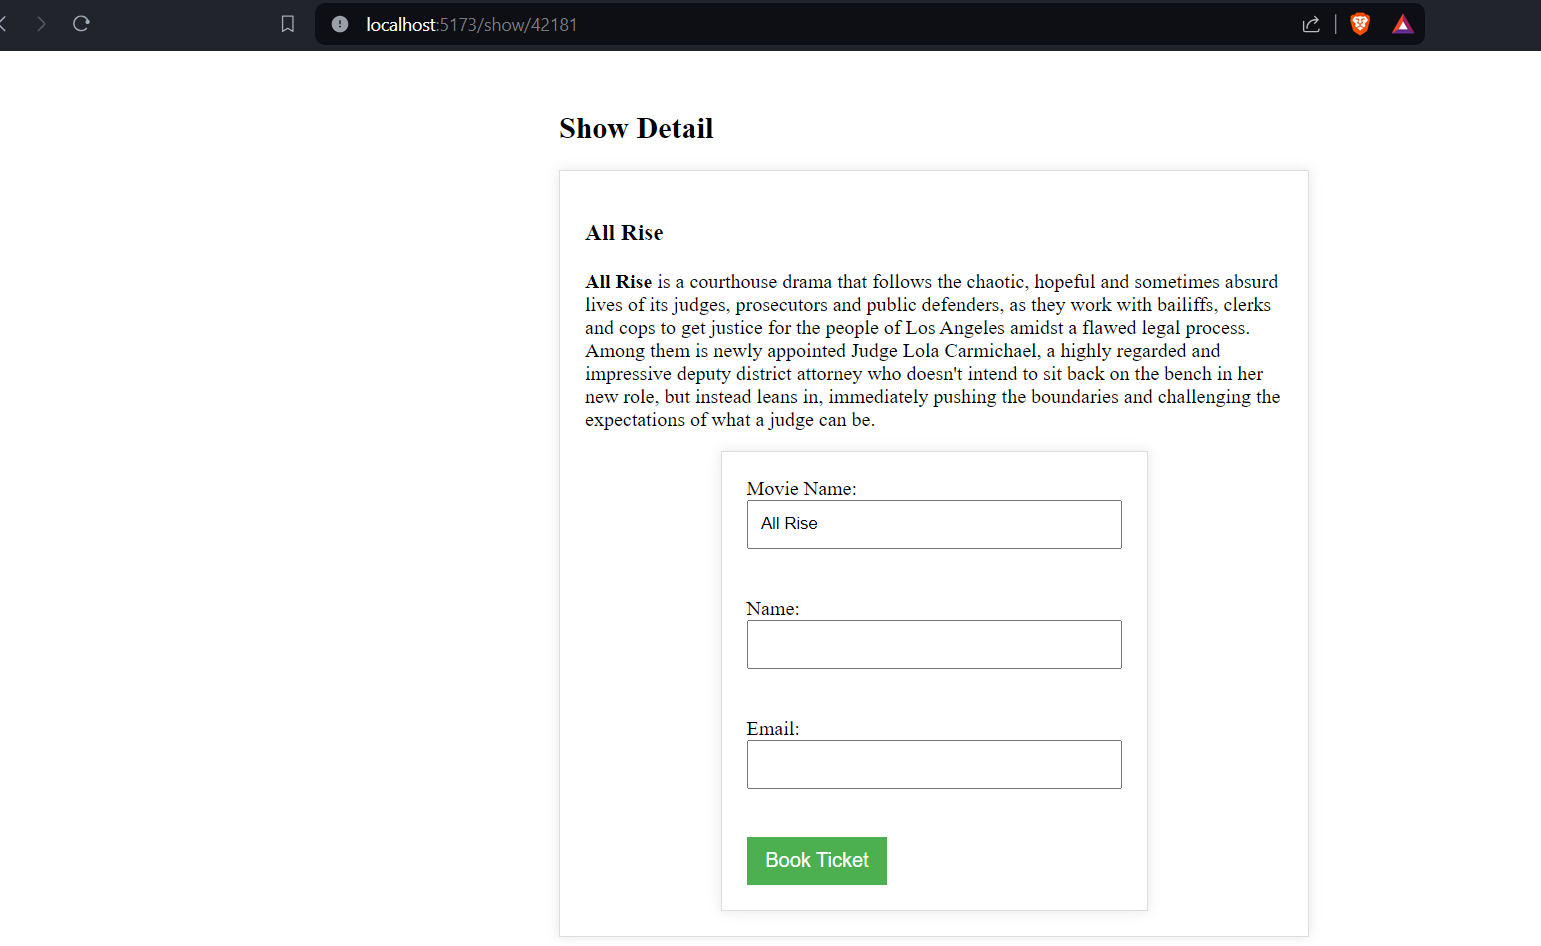 localhost:5173/show/42181
Show Detail
All Rise
All Rise is a courthouse drama that follows the chaotic, hopeful and sometimes absurd
lives of its judges, prosecutors and public defenders, as they work with bailiffs, clerks
and cops to get justice for the people of Los Angeles amidst a flawed legal process.
Among them is newly appointed Judge Lola Carmichael, a highly regarded and
impressive deputy district attorney who doesn't intend to sit back on the bench in her
new role, but instead leans in, immediately pushing the boundaries and challenging the
expectations of what a judge can be.
Movie Name:
All Rise
Name:
Email:
Book Ticket